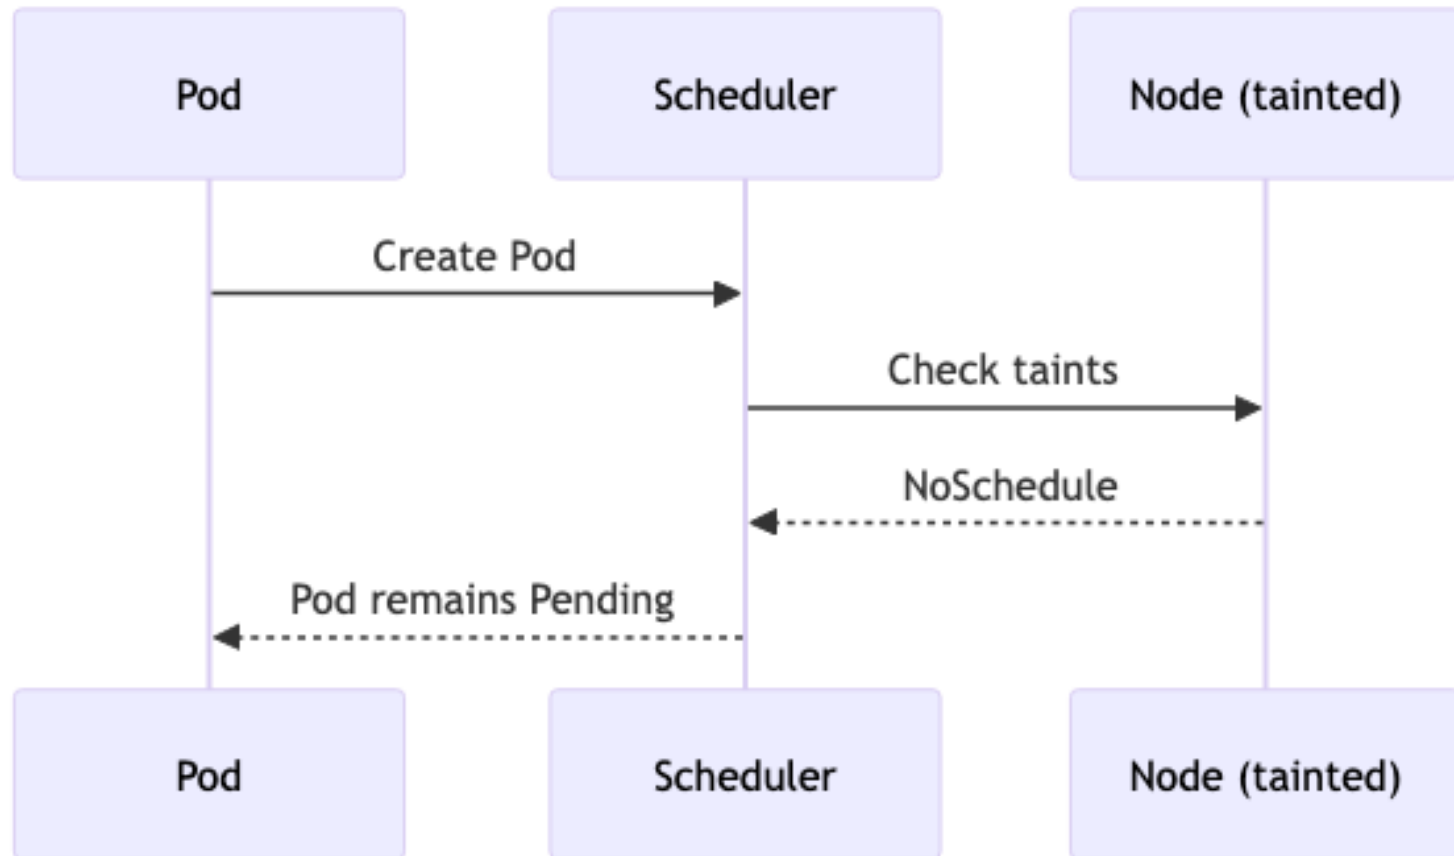 Pod
Scheduler
Node (tainted)
Create Pod
Check taints
NoSchedule
Pod remains Pending
Pod
Scheduler
Node (tainted)